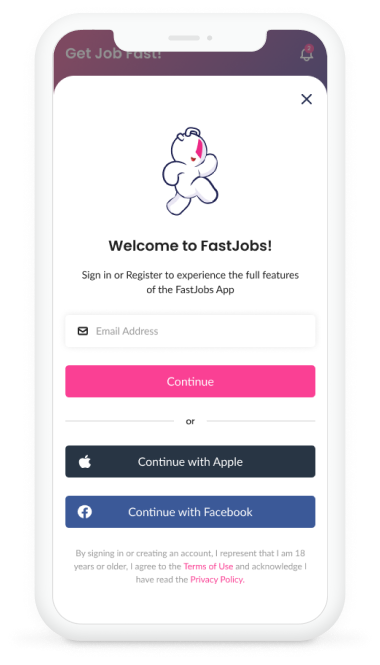 Get Job Fast!
Welcome to FastJobs!
Sign in or Register to experience the full features
of the FastJobs App
Email Address
Continue
or
Continue with Apple
Continue with Facebook
By signing in or creating an account, I represent that I am 18
years or older, I agree to the Terms of Use and acknowledge I
have read the Privacy Policy.